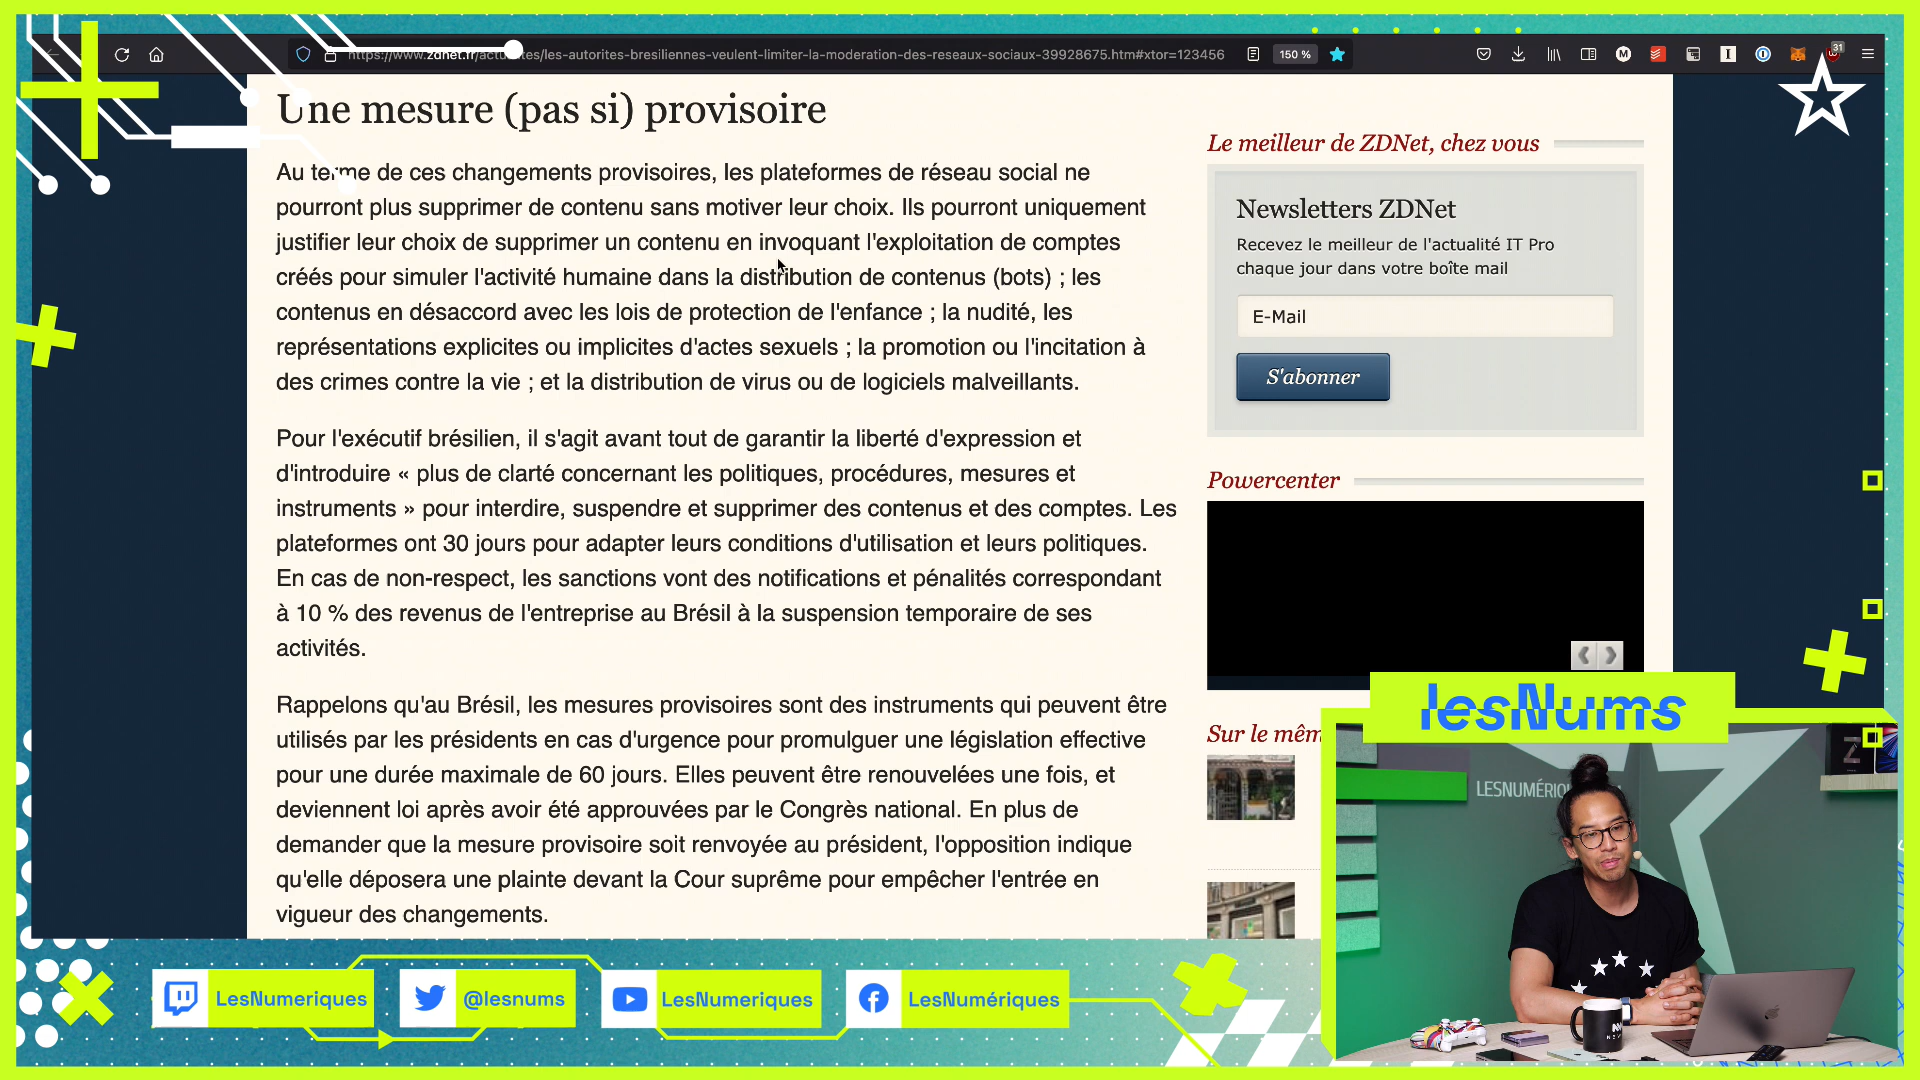 https://www.zdnet.fr/actualites/les-autorites-bresiliennes-veulent-limiter-la-moderation-des-reseaux-sociaux-39928675.htm#xtor=123456
150 %
31
Une mesure (pas si) provisoire
Au terme de ces changements provisoires, les plateformes de réseau social ne
pourront plus supprimer de contenu sans motiver leur choix. Ils pourront uniquement
justifier leur choix de supprimer un contenu en invoquant l'exploitation de comptes
créés pour simuler l'activité humaine dans la distribution de contenus (bots) ; les
contenus en désaccord avec les lois de protection de l'enfance ; la nudité, les
représentations explicites ou implicites d'actes sexuels ; la promotion ou l'incitation à
des crimes contre la vie ; et la distribution de virus ou de logiciels malveillants.
Pour l'exécutif brésilien, il s'agit avant tout de garantir la liberté d'expression et
d'introduire « plus de clarté concernant les politiques, procédures, mesures et
instruments » pour interdire, suspendre et supprimer des contenus et des comptes. Les
plateformes ont 30 jours pour adapter leurs conditions d'utilisation et leurs politiques.
En cas de non-respect, les sanctions vont des notifications et pénalités correspondant
à 10 % des revenus de l'entreprise au Brésil à la suspension temporaire de ses
activités.
Rappelons qu'au Brésil, les mesures provisoires sont des instruments qui peuvent être
utilisés par les présidents en cas d'urgence pour promulguer une législation effective
pour une durée maximale de 60 jours. Elles peuvent être renouvelées une fois, et
deviennent loi après avoir été approuvées par le Congrès national. En plus de
demander que la mesure provisoire soit renvoyée au président, l'opposition indique
qu'elle déposera une plainte devant la Cour suprême pour empêcher l'entrée en
vigueur des changements.
Le meilleur de ZDNet, chez vous
Newsletters ZDNet
Recevez le meilleur de l'actualité IT Pro
chaque jour dans votre boîte mail
E-Mail
S'abonner
Powercenter
Sur le mêm
lesNums
LESNUMÉRIQ
LesNumeriques
@lesnums
LesNumeriques
LesNumériques